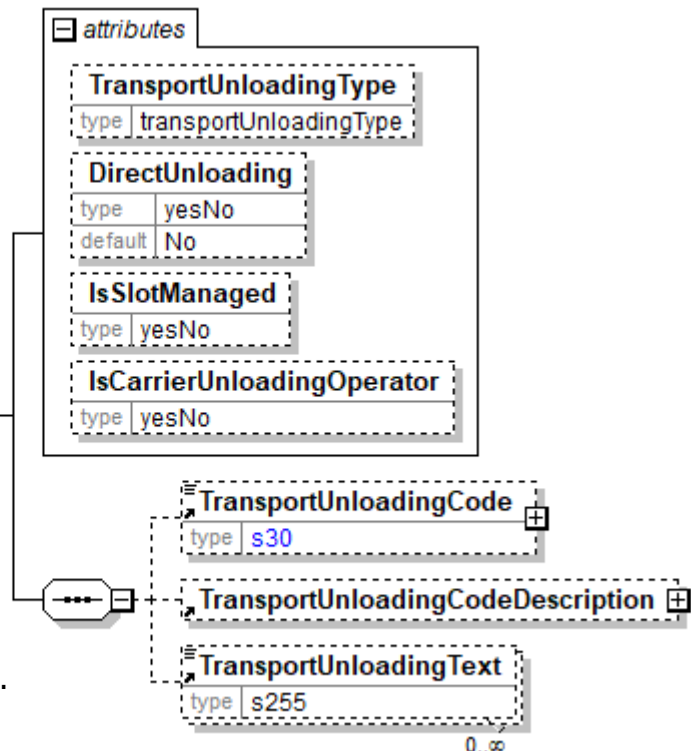 attributes
TransportUnloadingType
type transportUnloadingType
DirectUnloading
type yesNo
default No
IsSlotManaged
type yesNo
IsCarrierUnloadingOperator
type yesNo
TransportUnloadingCode
type s30
TransportUnloadingCodeDescription
TransportUnloadingText
.
type s255
0..∞